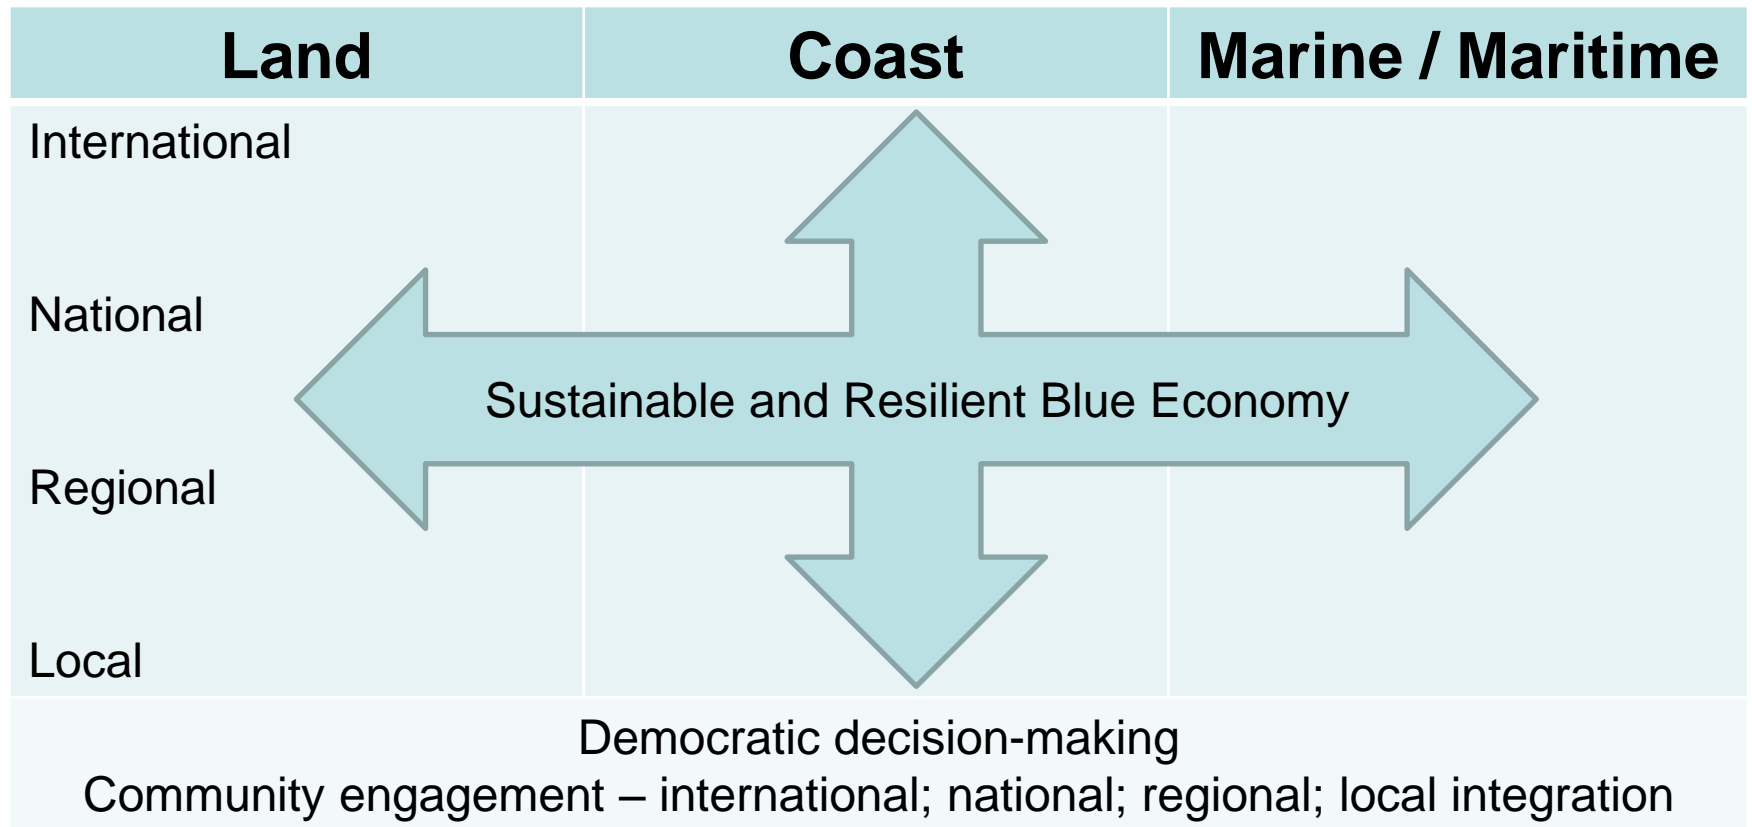 Land Coast Marine / Maritime
International
National
Sustainable and Resilient Blue Economy
Regional
Local
Democratic decision-making
Community engagement – international; national; regional; local integration